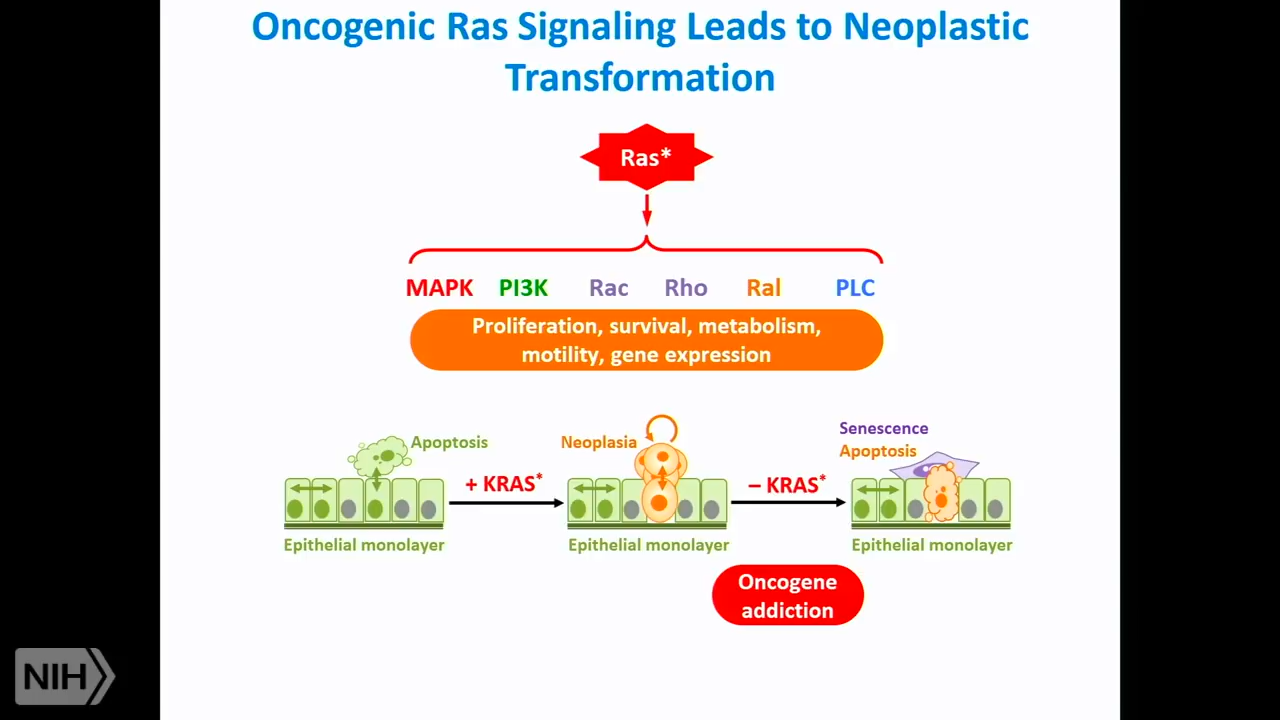 Oncogenic Ras Signaling Leads to Neoplastic
Transformation
Ras*
MAPK PI3K Rac Rho Ral PLC
Proliferation, survival, metabolism,
motility, gene expression
Apoptosis
+ KRAS*
Neoplasia
– KRAS*
Senescence
Apoptosis
Epithelial monolayer
Epithelial monolayer
Epithelial monolayer
Oncogene
addiction
NIH